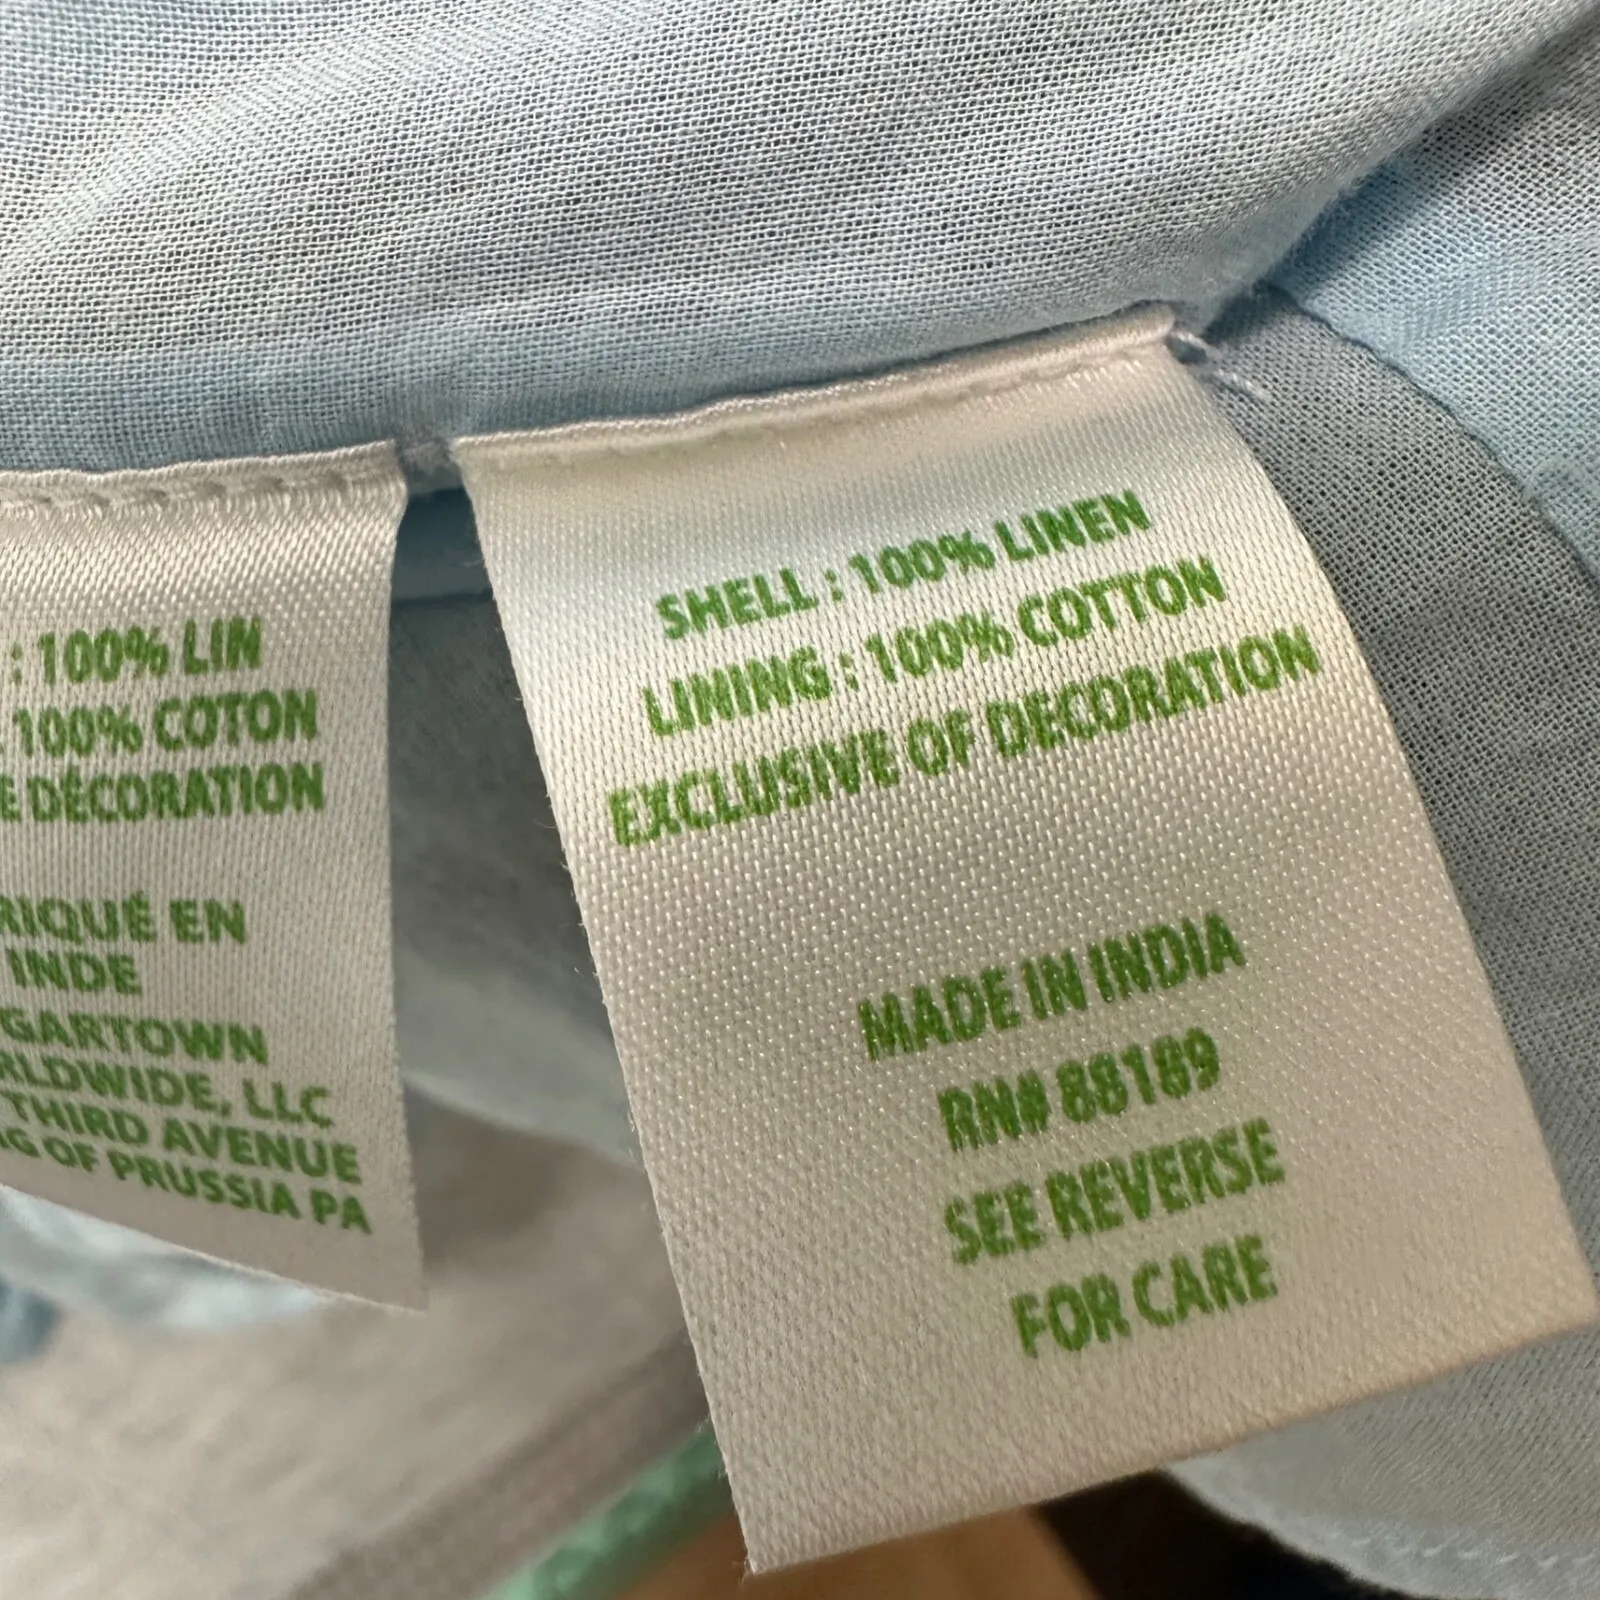 : 100% LIN
100% COTON
E DÉCORATION
RIQUÉ EN
INDE
GARTOWN
RLDWIDE, LLC
THIRD AVENUE
G OF PRUSSIA PA
SHELL : 100% LINEN
LINING : 100% COTTON
EXCLUSIVE OF DECORATION
MADE IN INDIA
RN# 88189
SEE REVERSE
FOR CARE